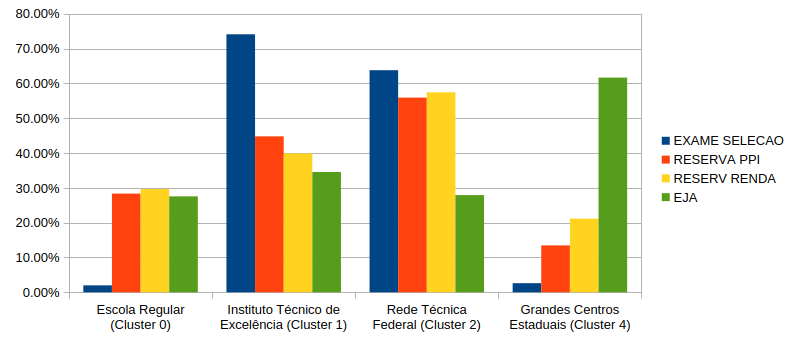 80.00%
70.00%
60.00%
50.00%
40.00%
30.00%
20.00%
10.00%
0.00%
Escola Regular
(Cluster 0)
Instituto Técnico de
Excelência (Cluster 1)
Rede Técnica
Federal (Cluster 2)
Grandes Centros
Estaduais (Cluster 4)
EXAME SELECAO
RESERVA PPI
RESERV RENDA
EJA